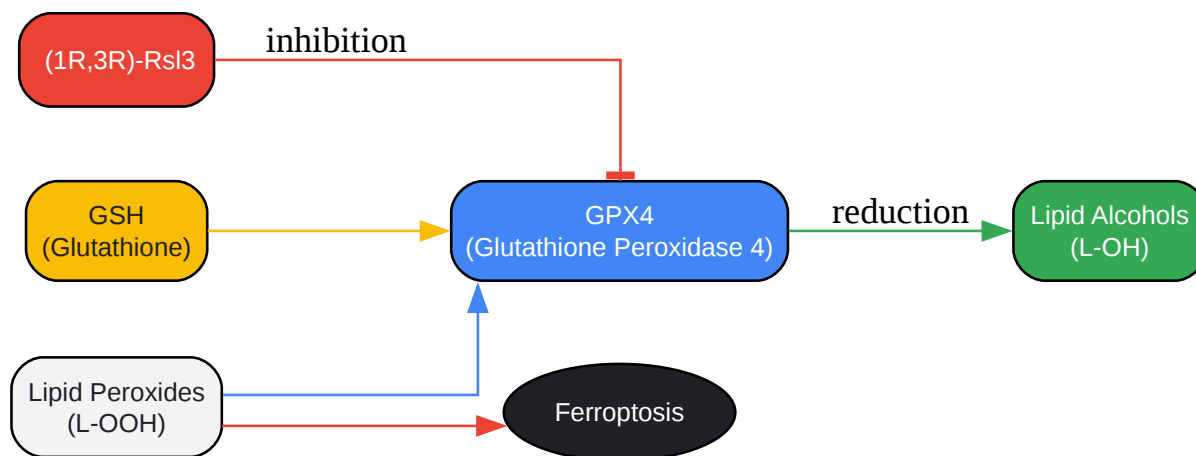 (1R,3R)-Rsl3
inhibition
GSH
(Glutathione)
GPX4
(Glutathione Peroxidase 4)
reduction
Lipid Alcohols
(L-OH)
Lipid Peroxides
(L-OOH)
Ferroptosis